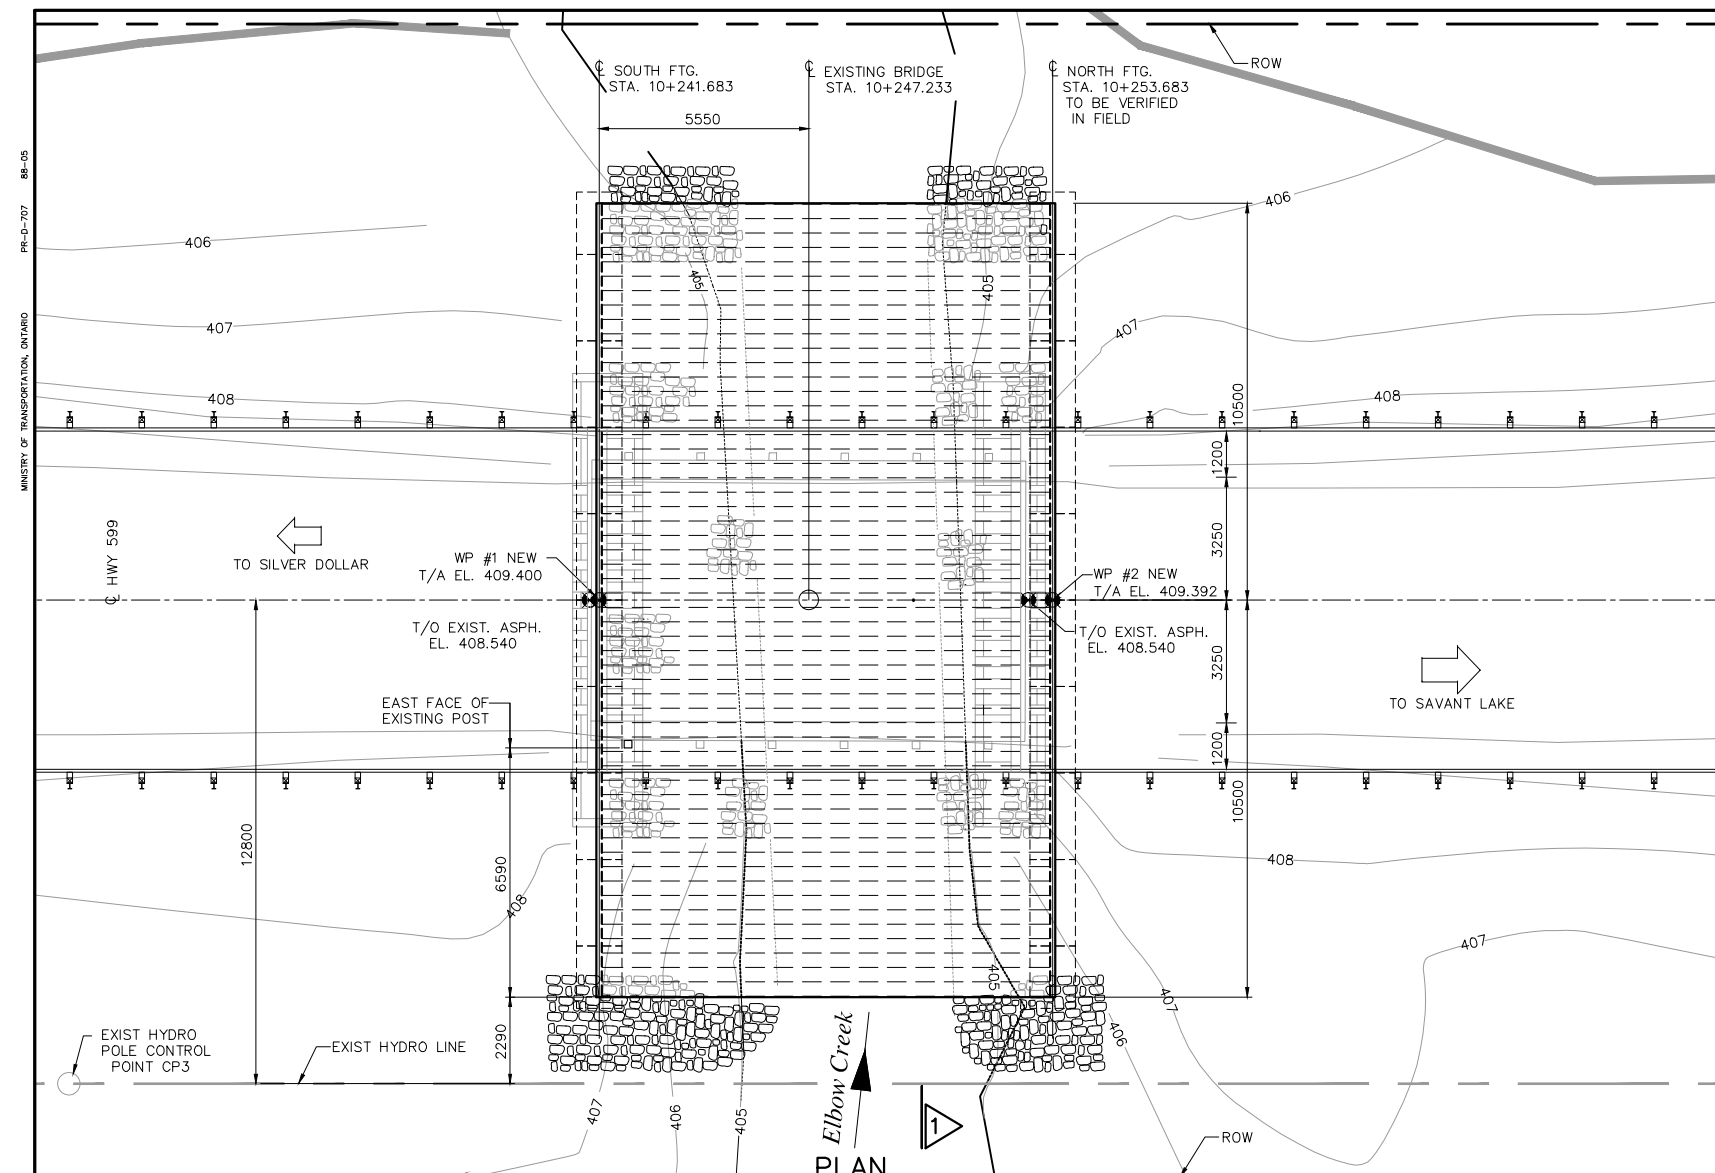 ROW
℄ SOUTH FTG.
STA. 10+241.683
℄ EXISTING BRIDGE
STA. 10+247.233
℄ NORTH FTG.
STA. 10+253.683
TO BE VERIFIED
IN FIELD
5550
88-05
PR-D-707
MINISTRY OF TRANSPORTATION, ONTARIO
406
406
405
405
407
407
408
408
10500
1200
3250
℄ HWY 599
TO SILVER DOLLAR
WP #1 NEW
T/A EL. 409.400
WP #2 NEW
T/A EL. 409.392
T/O EXIST. ASPH.
EL. 408.540
T/O EXIST. ASPH.
EL. 408.540
3250
TO SAVANT LAKE
EAST FACE OF
EXISTING POST
1200
10500
12800
6590
408
408
407
405
407
406
2290
EXIST HYDRO
POLE CONTROL
POINT CP3
EXIST HYDRO LINE
407
406
405
Elbow Creek
1
ROW
PLAN